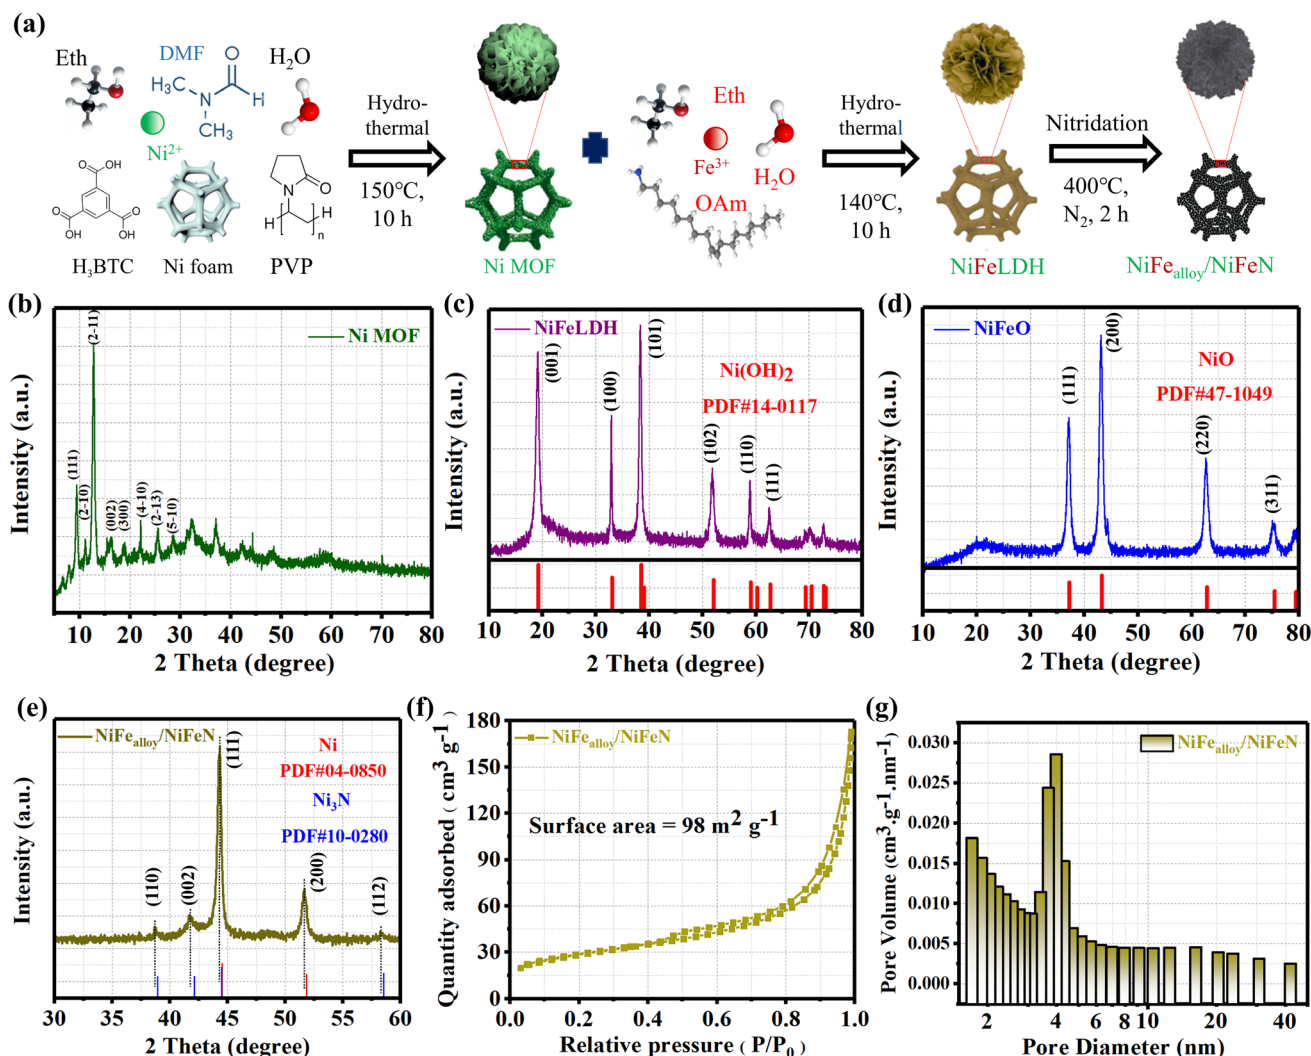 (a)
Eth
DMF
H₂O
O
H₃C
N
H
CH₃
Ni²⁺
Hydro-
thermal
150℃,
10 h
O
OH
HO
O
O
OH
H₃BTC
Ni foam
N
O
H
H
n
PVP
Ni MOF
Eth
Fe³⁺
H₂O
OAm
Hydro-
thermal
140℃,
10 h
NiFeLDH
Nitridation
400℃,
N₂, 2 h
NiFe_alloy/NiFeN
(b)
Ni MOF
(111)
(2-10)
(2-11)
(002)
(300)
(4-10)
(2-13)
(5-10)
Intensity (a.u.)
10 20 30 40 50 60 70 80
2 Theta (degree)
(c)
NiFeLDH
(001)
(100)
(101)
(102)
(110)
(111)
Ni(OH)₂
PDF#14-0117
Intensity (a.u.)
10 20 30 40 50 60 70 80
2 Theta (degree)
(d)
NiFeO
(111)
(200)
(220)
(311)
NiO
PDF#47-1049
Intensity (a.u.)
10 20 30 40 50 60 70 80
2 Theta (degree)
(e)
NiFe_alloy/NiFeN
(110)
(002)
(111)
(200)
(112)
Ni
PDF#04-0850
Ni₃N
PDF#10-0280
Intensity (a.u.)
30 35 40 45 50 55 60
2 Theta (degree)
(f)
NiFe_alloy/NiFeN
Surface area = 98 m² g⁻¹
Quantity adsorbed ( cm³ g⁻¹)
180
150
120
90
60
30
0
0.0 0.2 0.4 0.6 0.8 1.0
Relative pressure ( P/P₀ )
(g)
NiFe_alloy/NiFeN
Pore Volume (cm³.g⁻¹.nm⁻¹)
0.030
0.025
0.020
0.015
0.010
0.005
0.000
2 4 6 8 10 20 40
Pore Diameter (nm)